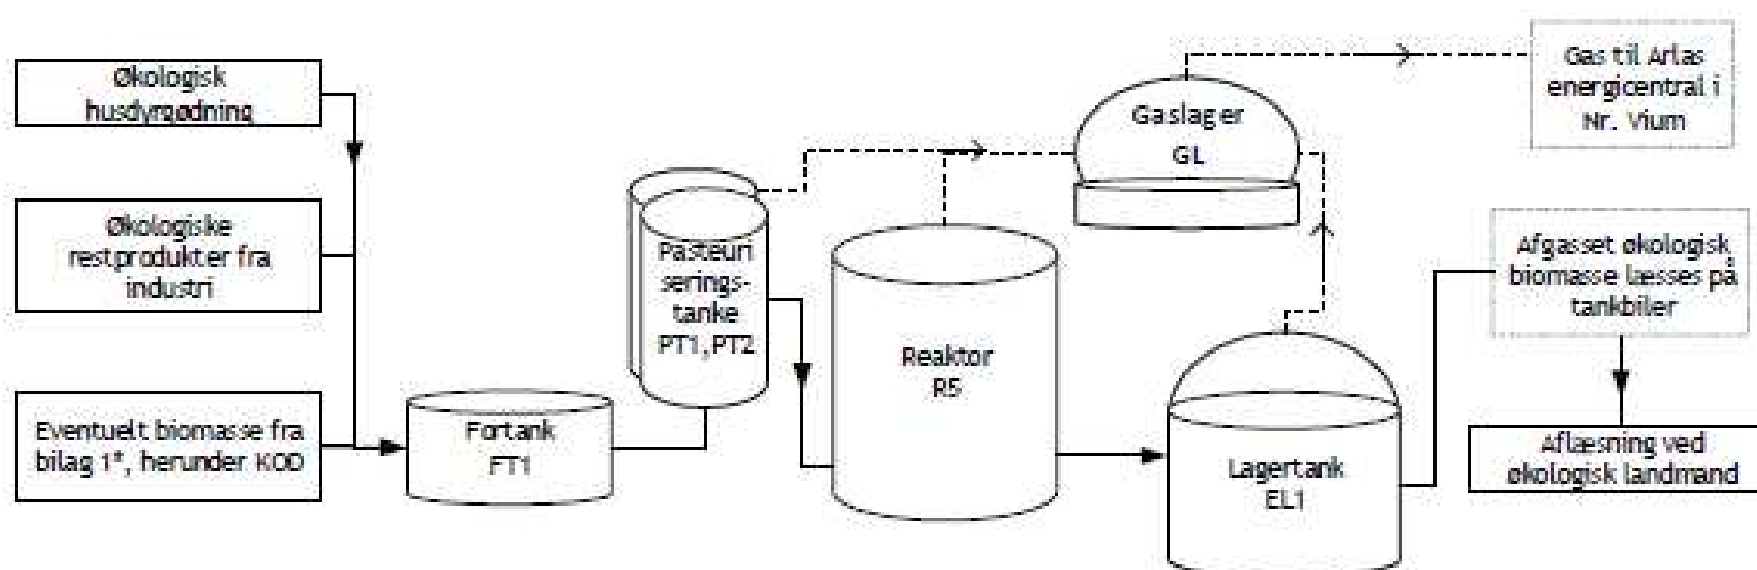 Økologisk
husdyrgødning
Økologiske
restprodukter fra
industri
Eventuelt biomasse fra
bilag 1*, herunder KOD
Fortank
FT1
Pasteuri
serings-
tanke
PT1,PT2
Reaktor
R5
Gaslager
GL
Lagertank
EL1
Gas til Arlas
energicentral i
Nr. Vium
Afgasset økologisk
biomasse læsses på
tankbiler
Aflæsning ved
økologisk landmand